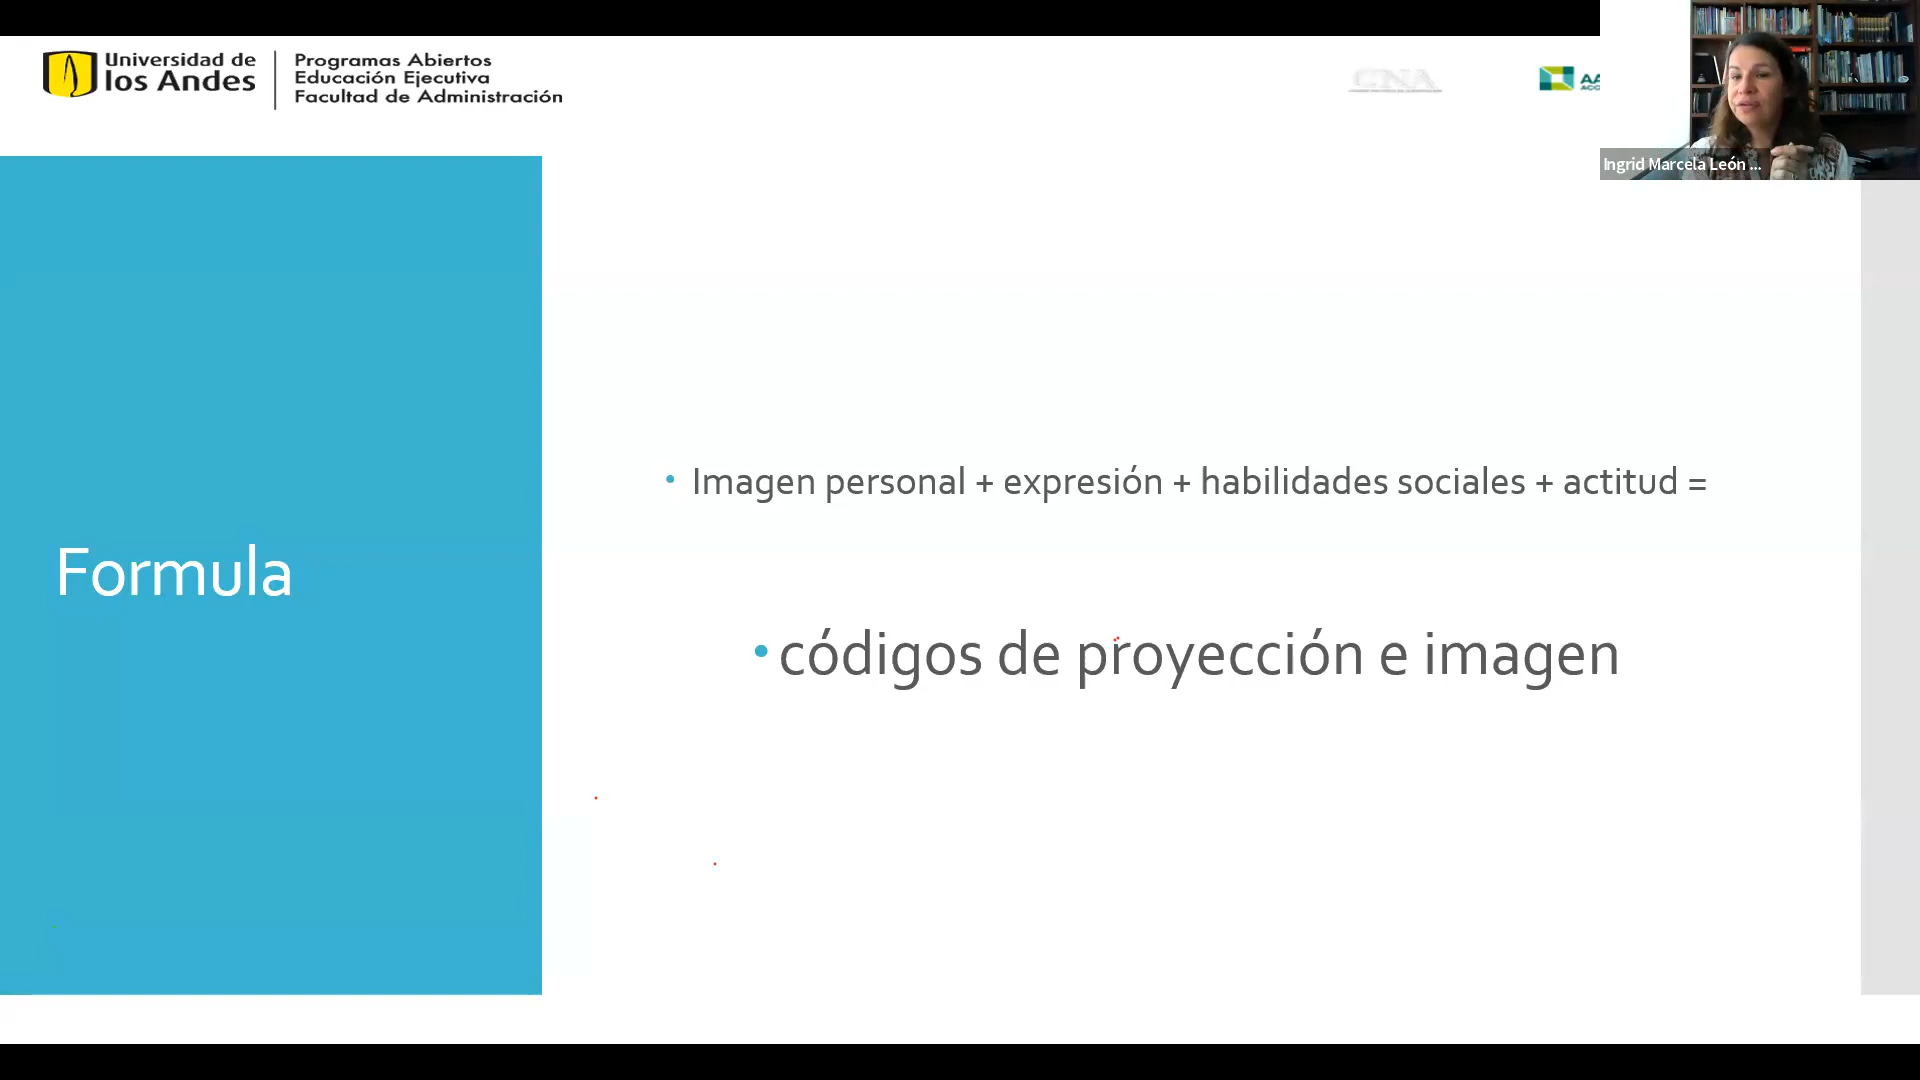 Universidad de
los Andes
Programas Abiertos
Educación Ejecutiva
Facultad de Administración
CNA
Ingrid Marcela León ...
Imagen personal + expresión + habilidades sociales + actitud =
Formula
códigos de proyección e imagen